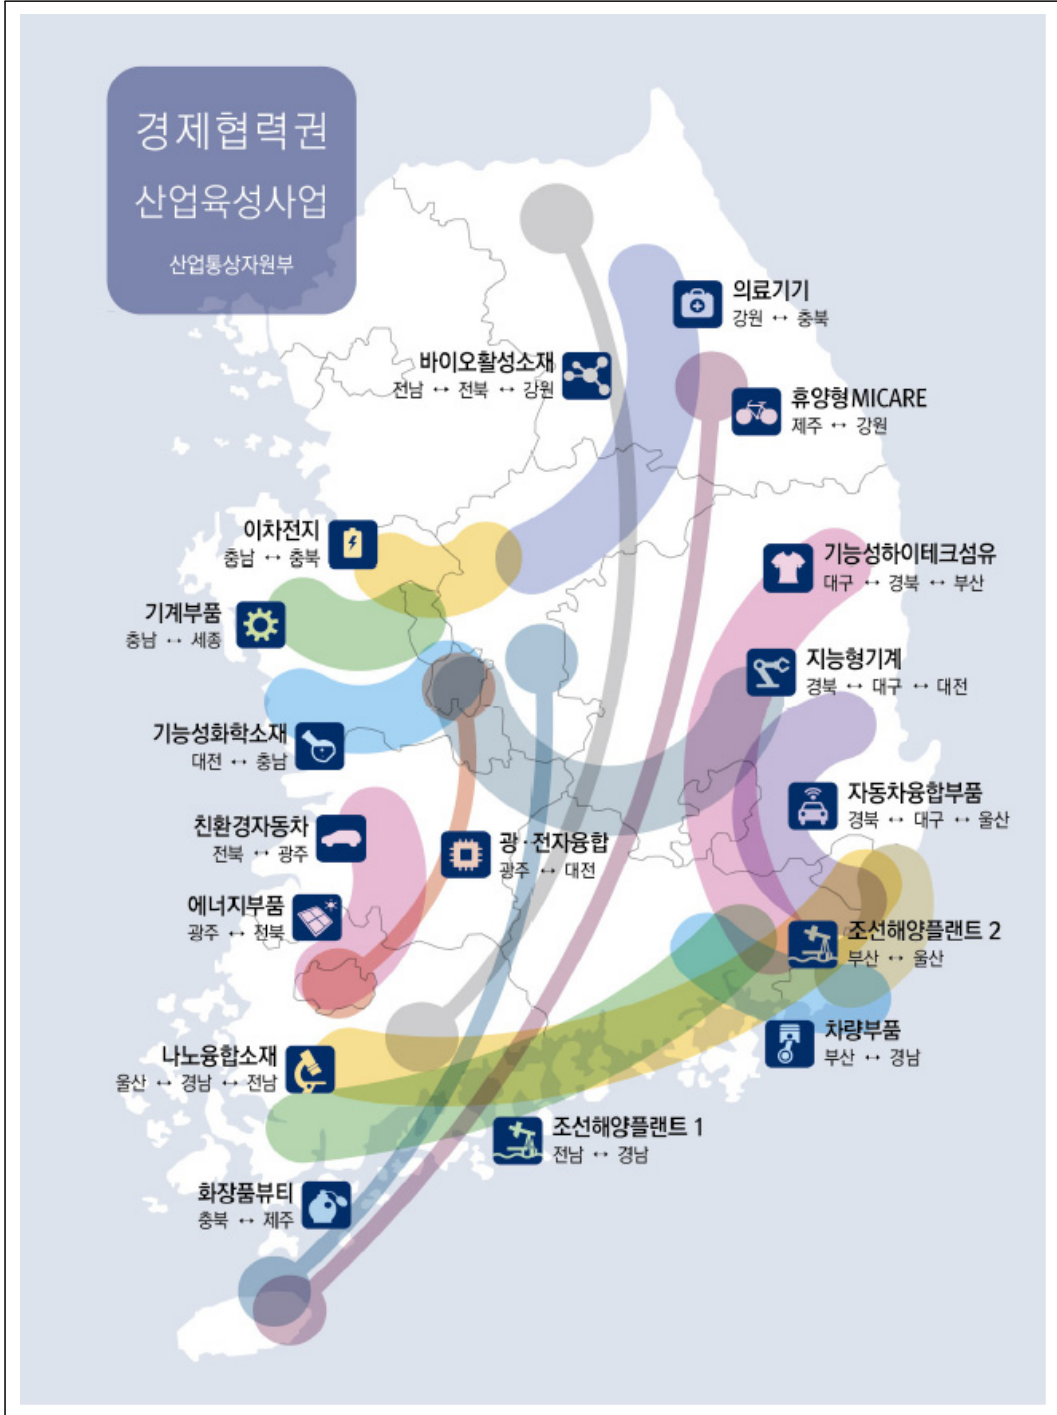 경제협력권
산업육성사업
산업통상자원부
의료기기
강원 ↔ 충북
바이오활성소재
전남 ↔ 전북 ↔ 강원
휴양형MICARE
제주 ↔ 강원
이차전지
충남 ↔ 충북
기능성하이테크섬유
대구 ↔ 경북 ↔ 부산
기계부품
충남 ↔ 세종
지능형기계
경북 ↔ 대구 ↔ 대전
기능성화학소재
대전 ↔ 충남
자동차융합부품
경북 ↔ 대구 ↔ 울산
친환경자동차
전북 ↔ 광주
광·전자융합
광주 ↔ 대전
에너지부품
광주 ↔ 전북
조선해양플랜트 2
부산 ↔ 울산
차량부품
부산 ↔ 경남
나노융합소재
울산 ↔ 경남 ↔ 전남
조선해양플랜트 1
전남 ↔ 경남
화장품뷰티
충북 ↔ 제주